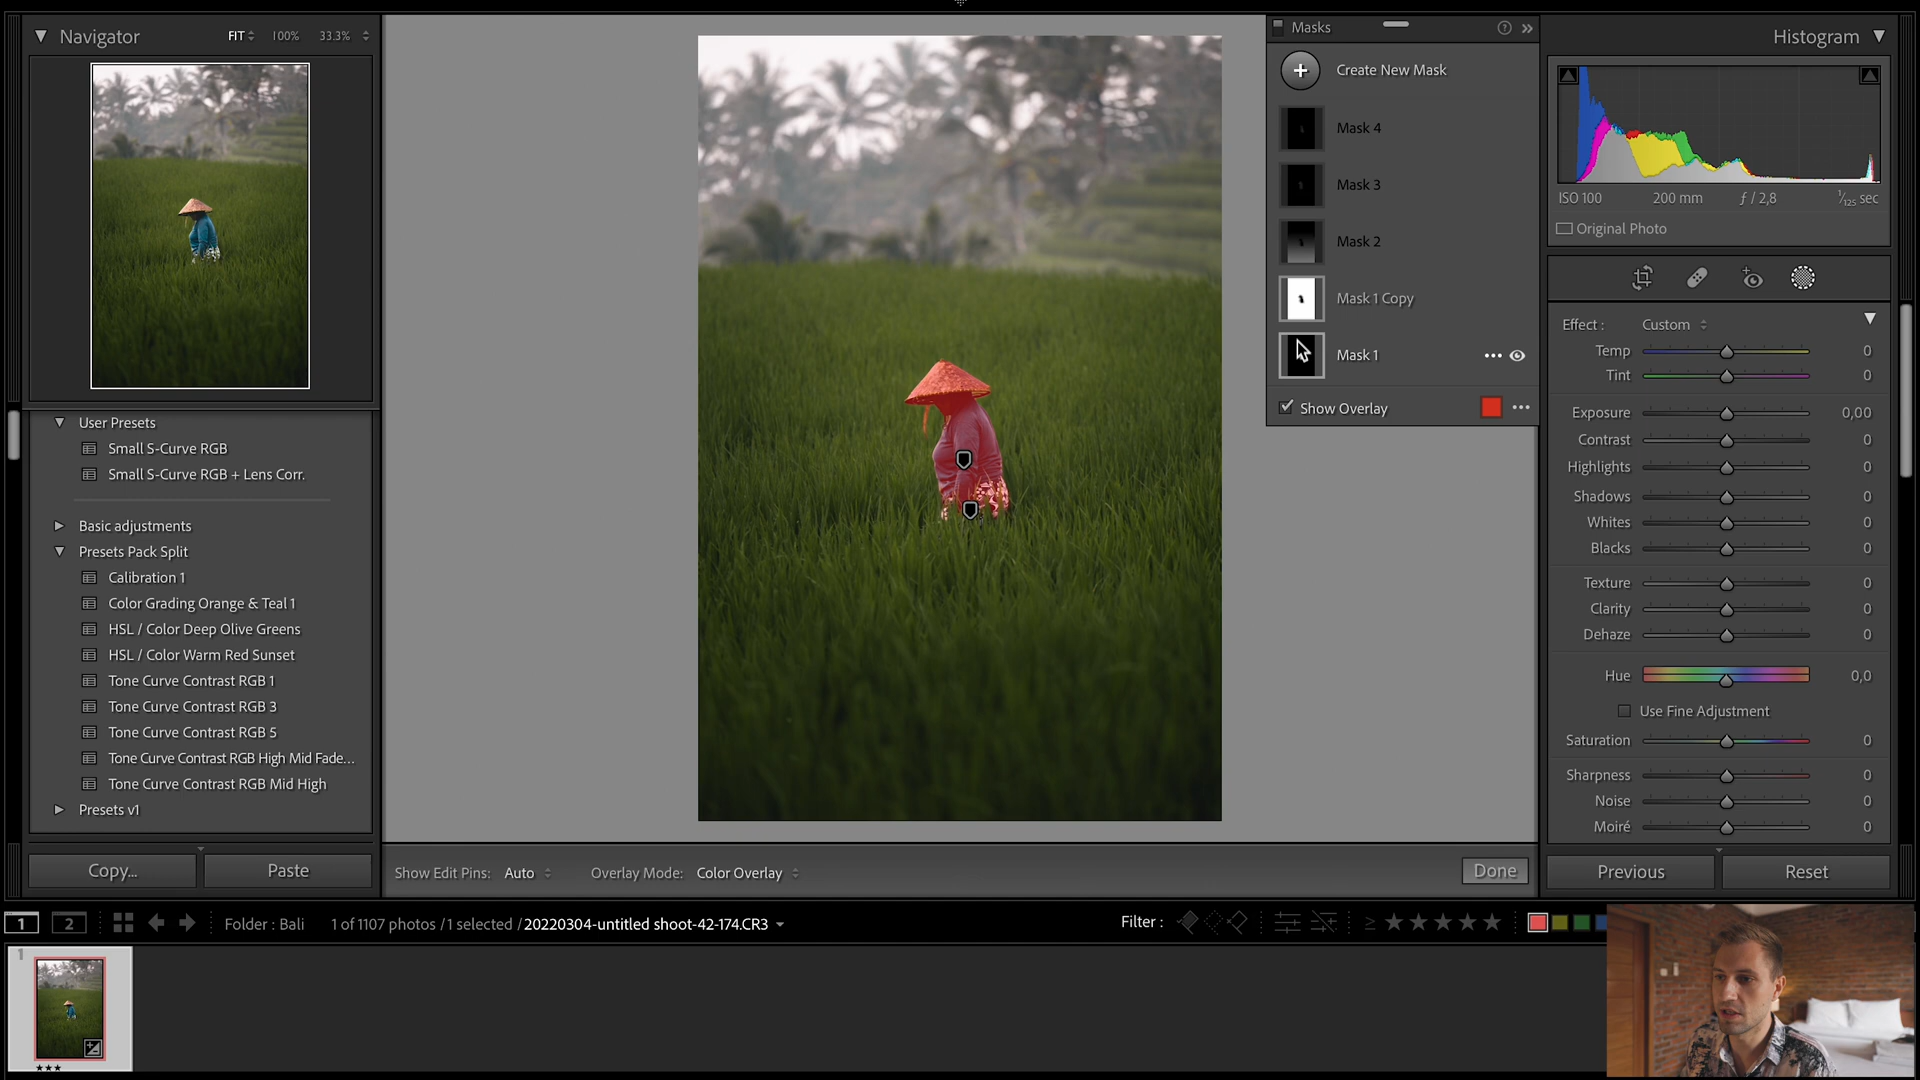 Navigator
FIT
100%
33.3%
User Presets
Small S-Curve RGB
Small S-Curve RGB + Lens Corr.
Basic adjustments
Presets Pack Split
Calibration 1
Color Grading Orange & Teal 1
HSL / Color Deep Olive Greens
HSL / Color Warm Red Sunset
Tone Curve Contrast RGB 1
Tone Curve Contrast RGB 3
Tone Curve Contrast RGB 5
Tone Curve Contrast RGB High Mid Fade...
Tone Curve Contrast RGB Mid High
Presets v1
Copy...
Paste
Show Edit Pins: Auto
Overlay Mode: Color Overlay
Done
Masks
Create New Mask
Mask 4
Mask 3
Mask 2
Mask 1 Copy
Mask 1
Show Overlay
Histogram
ISO 100
200 mm
ƒ / 2,8
1/125 sec
Original Photo
Effect : Custom
Temp 0
Tint 0
Exposure 0,00
Contrast 0
Highlights 0
Shadows 0
Whites 0
Blacks 0
Texture 0
Clarity 0
Dehaze 0
Hue 0,0
Use Fine Adjustment
Saturation 0
Sharpness 0
Noise 0
Moiré 0
Previous
Reset
1
2
Folder : Bali
1 of 1107 photos / 1 selected / 20220304-untitled shoot-42-174.CR3
Filter :
≥
1